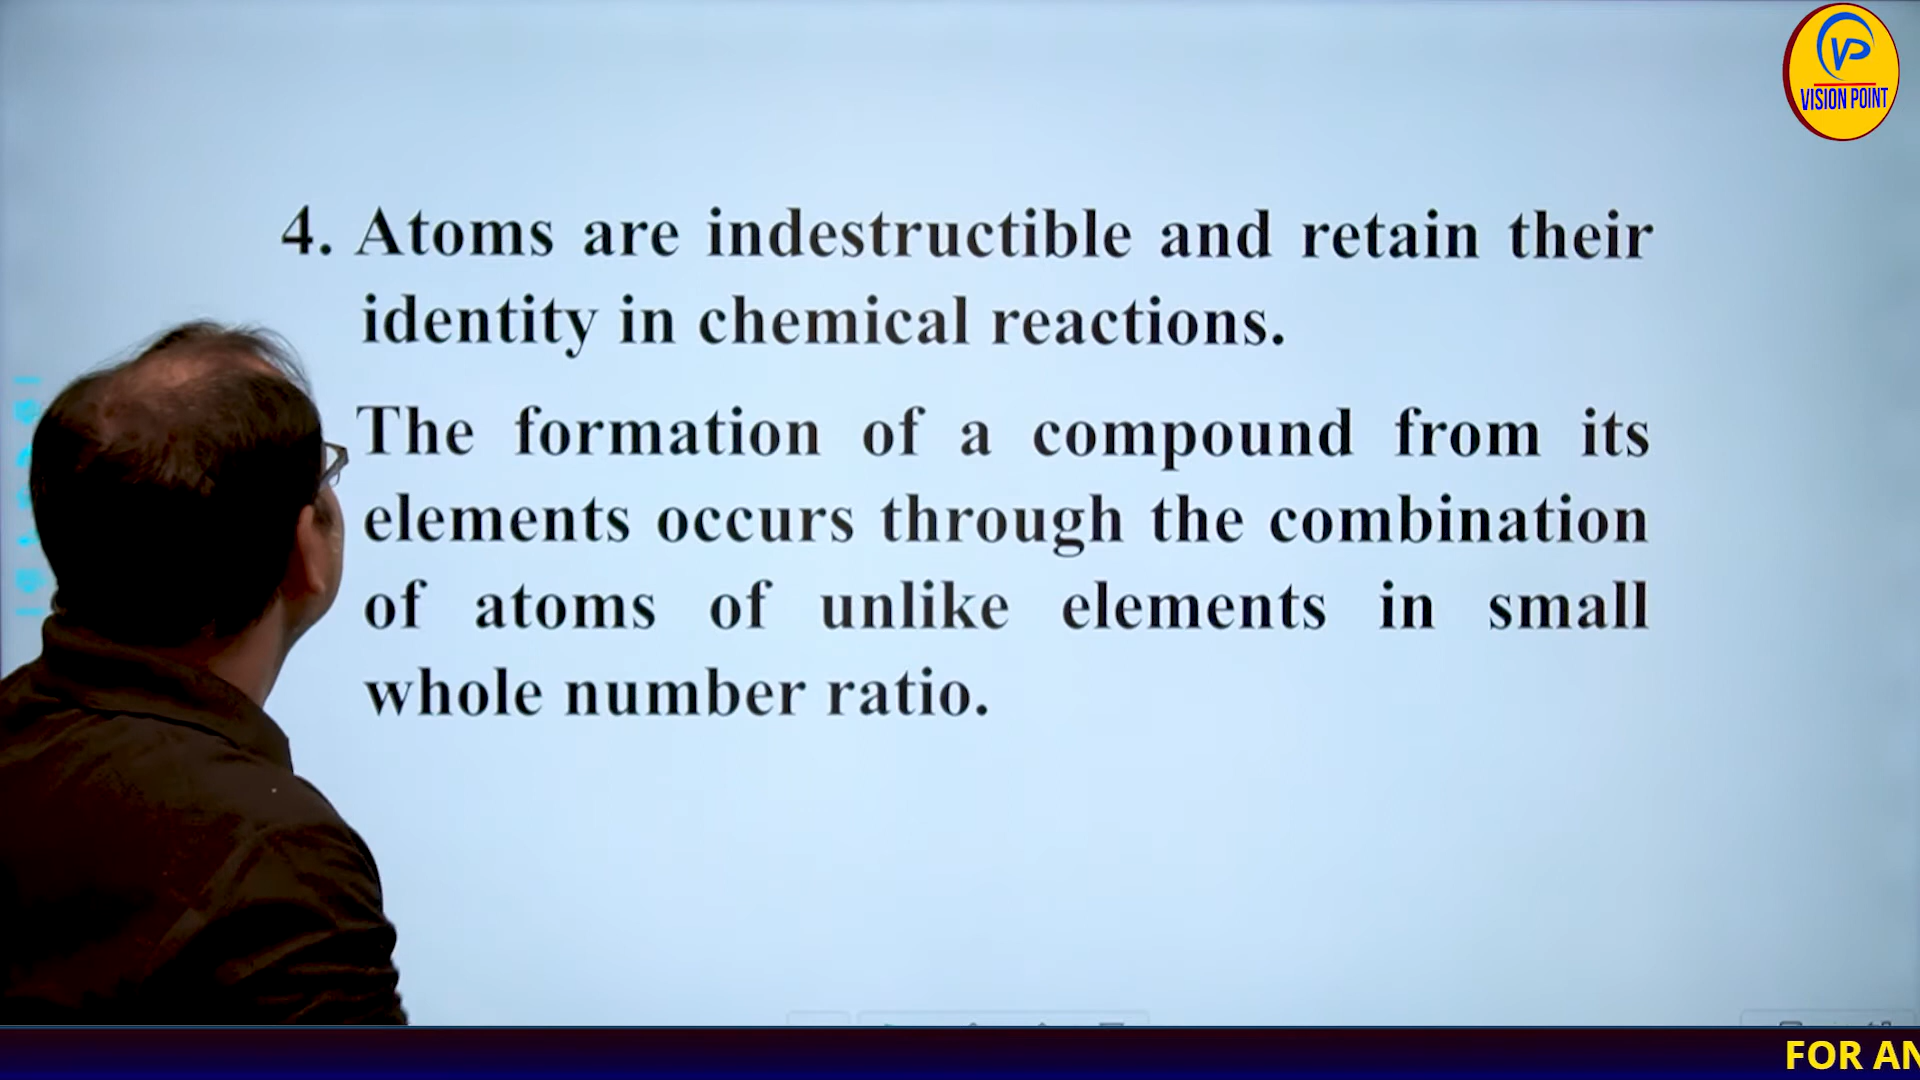 VP
VISION POINT
4. Atoms are indestructible and retain their
identity in chemical reactions.
The formation of a compound from its
elements occurs through the combination
of atoms of unlike elements in small
whole number ratio.
FOR AN